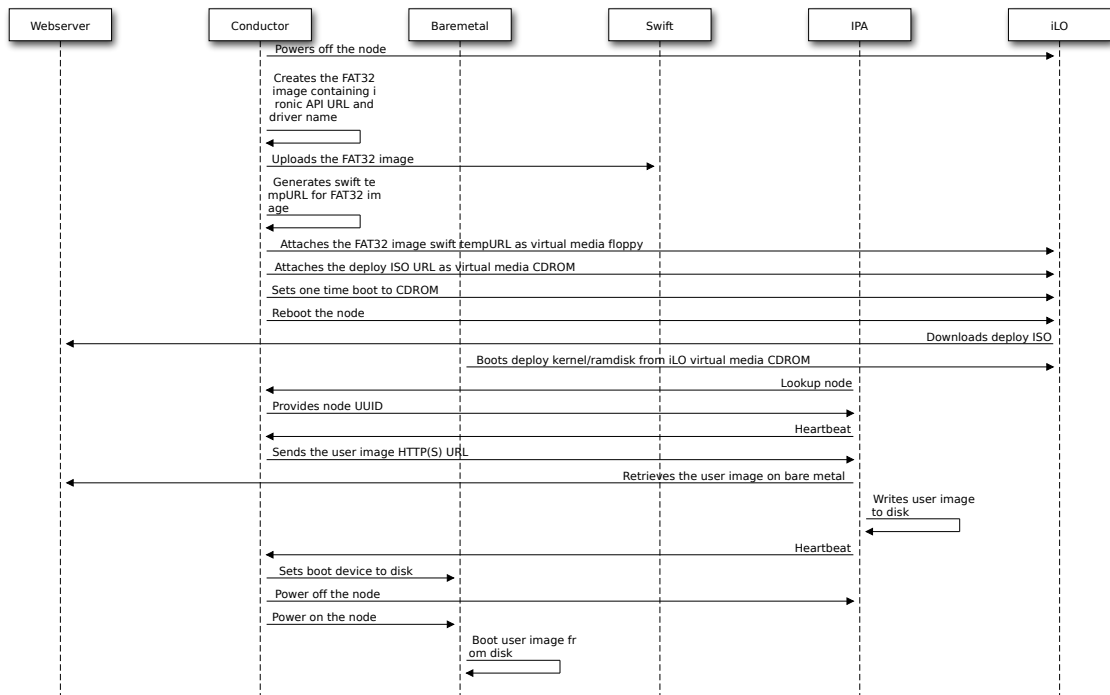 Webserver Conductor Baremetal Swift IPA iLO
Powers off the node
Creates the FAT32
image containing i
ronic API URL and
driver name
Uploads the FAT32 image
Generates swift te
mpURL for FAT32 im
age
Attaches the FAT32 image swift tempURL as virtual media floppy
Attaches the deploy ISO URL as virtual media CDROM
Sets one time boot to CDROM
Reboot the node
Downloads deploy ISO
Boots deploy kernel/ramdisk from iLO virtual media CDROM
Lookup node
Provides node UUID
Heartbeat
Sends the user image HTTP(S) URL
Retrieves the user image on bare metal
Writes user image
to disk
Heartbeat
Sets boot device to disk
Power off the node
Power on the node
Boot user image fr
om disk